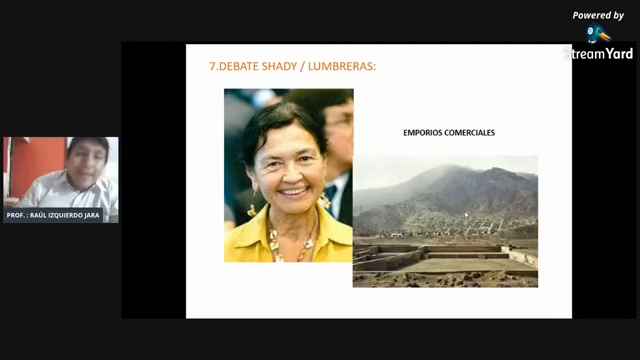 Powered by
StreamYard
7.DEBATE SHADY / LUMBRERAS:
EMPORIOS COMERCIALES
PROF. : RAÚL IZQUIERDO JARA